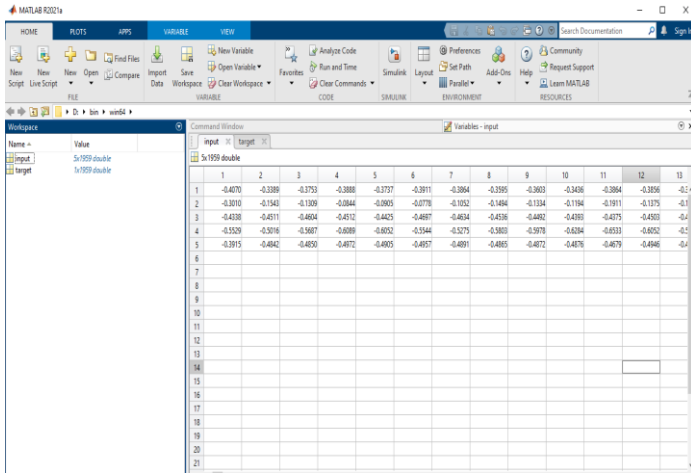 MATLAB R2021a
HOME PLOTS APPS VARIABLE VIEW Search Documentation Sign In
New Script New Live Script New Open Find Files Compare Import Data Save Workspace New Variable Open Variable Clear Workspace Favorites Analyze Code Run and Time Clear Commands Simulink Layout Preferences Set Path Parallel Add-Ons Help Community Request Support Learn MATLAB
FILE VARIABLE CODE SIMULINK ENVIRONMENT RESOURCES
D: bin win64
Workspace Command Window Variables - input
Name Value input target
input 5x1959 double 5x1959 double
target 1x1959 double
1 2 3 4 5 6 7 8 9 10 11 12 13
1 -0.4070 -0.3389 -0.3753 -0.3888 -0.3737 -0.3911 -0.3864 -0.3595 -0.3603 -0.3436 -0.3864 -0.3856
2 -0.3010 -0.1543 -0.1309 -0.0844 -0.0905 -0.0778 -0.1052 -0.1494 -0.1334 -0.1194 -0.1911 -0.1375
3 -0.4338 -0.4511 -0.4604 -0.4512 -0.4425 -0.4697 -0.4634 -0.4536 -0.4492 -0.4393 -0.4375 -0.4503
4 -0.5529 -0.5016 -0.5687 -0.6089 -0.6052 -0.5544 -0.5275 -0.5803 -0.5978 -0.6284 -0.6533 -0.6052
5 -0.3915 -0.4842 -0.4850 -0.4972 -0.4905 -0.4957 -0.4891 -0.4865 -0.4872 -0.4876 -0.4679 -0.4946
6
7
8
9
10
11
12
13
14
15
16
17
18
19
20
21